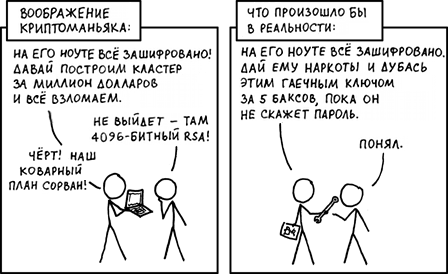 ВООБРАЖЕНИЕ
КРИПТОМАНЬЯКА:
НА ЕГО НОУТЕ ВСЁ ЗАШИФРОВАНО!
ДАВАЙ ПОСТРОИМ КЛАСТЕР
ЗА МИЛЛИОН ДОЛЛАРОВ
И ВСЁ ВЗЛОМАЕМ.
НЕ ВЫЙДЕТ – ТАМ
4096-БИТНЫЙ RSA!
ЧЁРТ! НАШ
КОВАРНЫЙ
ПЛАН СОРВАН!
ЧТО ПРОИЗОШЛО БЫ
В РЕАЛЬНОСТИ:
НА ЕГО НОУТЕ ВСЁ ЗАШИФРОВАНО.
ДАЙ ЕМУ НАРКОТЫ И ДУБАСЬ
ЭТИМ ГАЕЧНЫМ КЛЮЧОМ
ЗА 5 БАКСОВ, ПОКА ОН
НЕ СКАЖЕТ ПАРОЛЬ.
ПОНЯЛ.